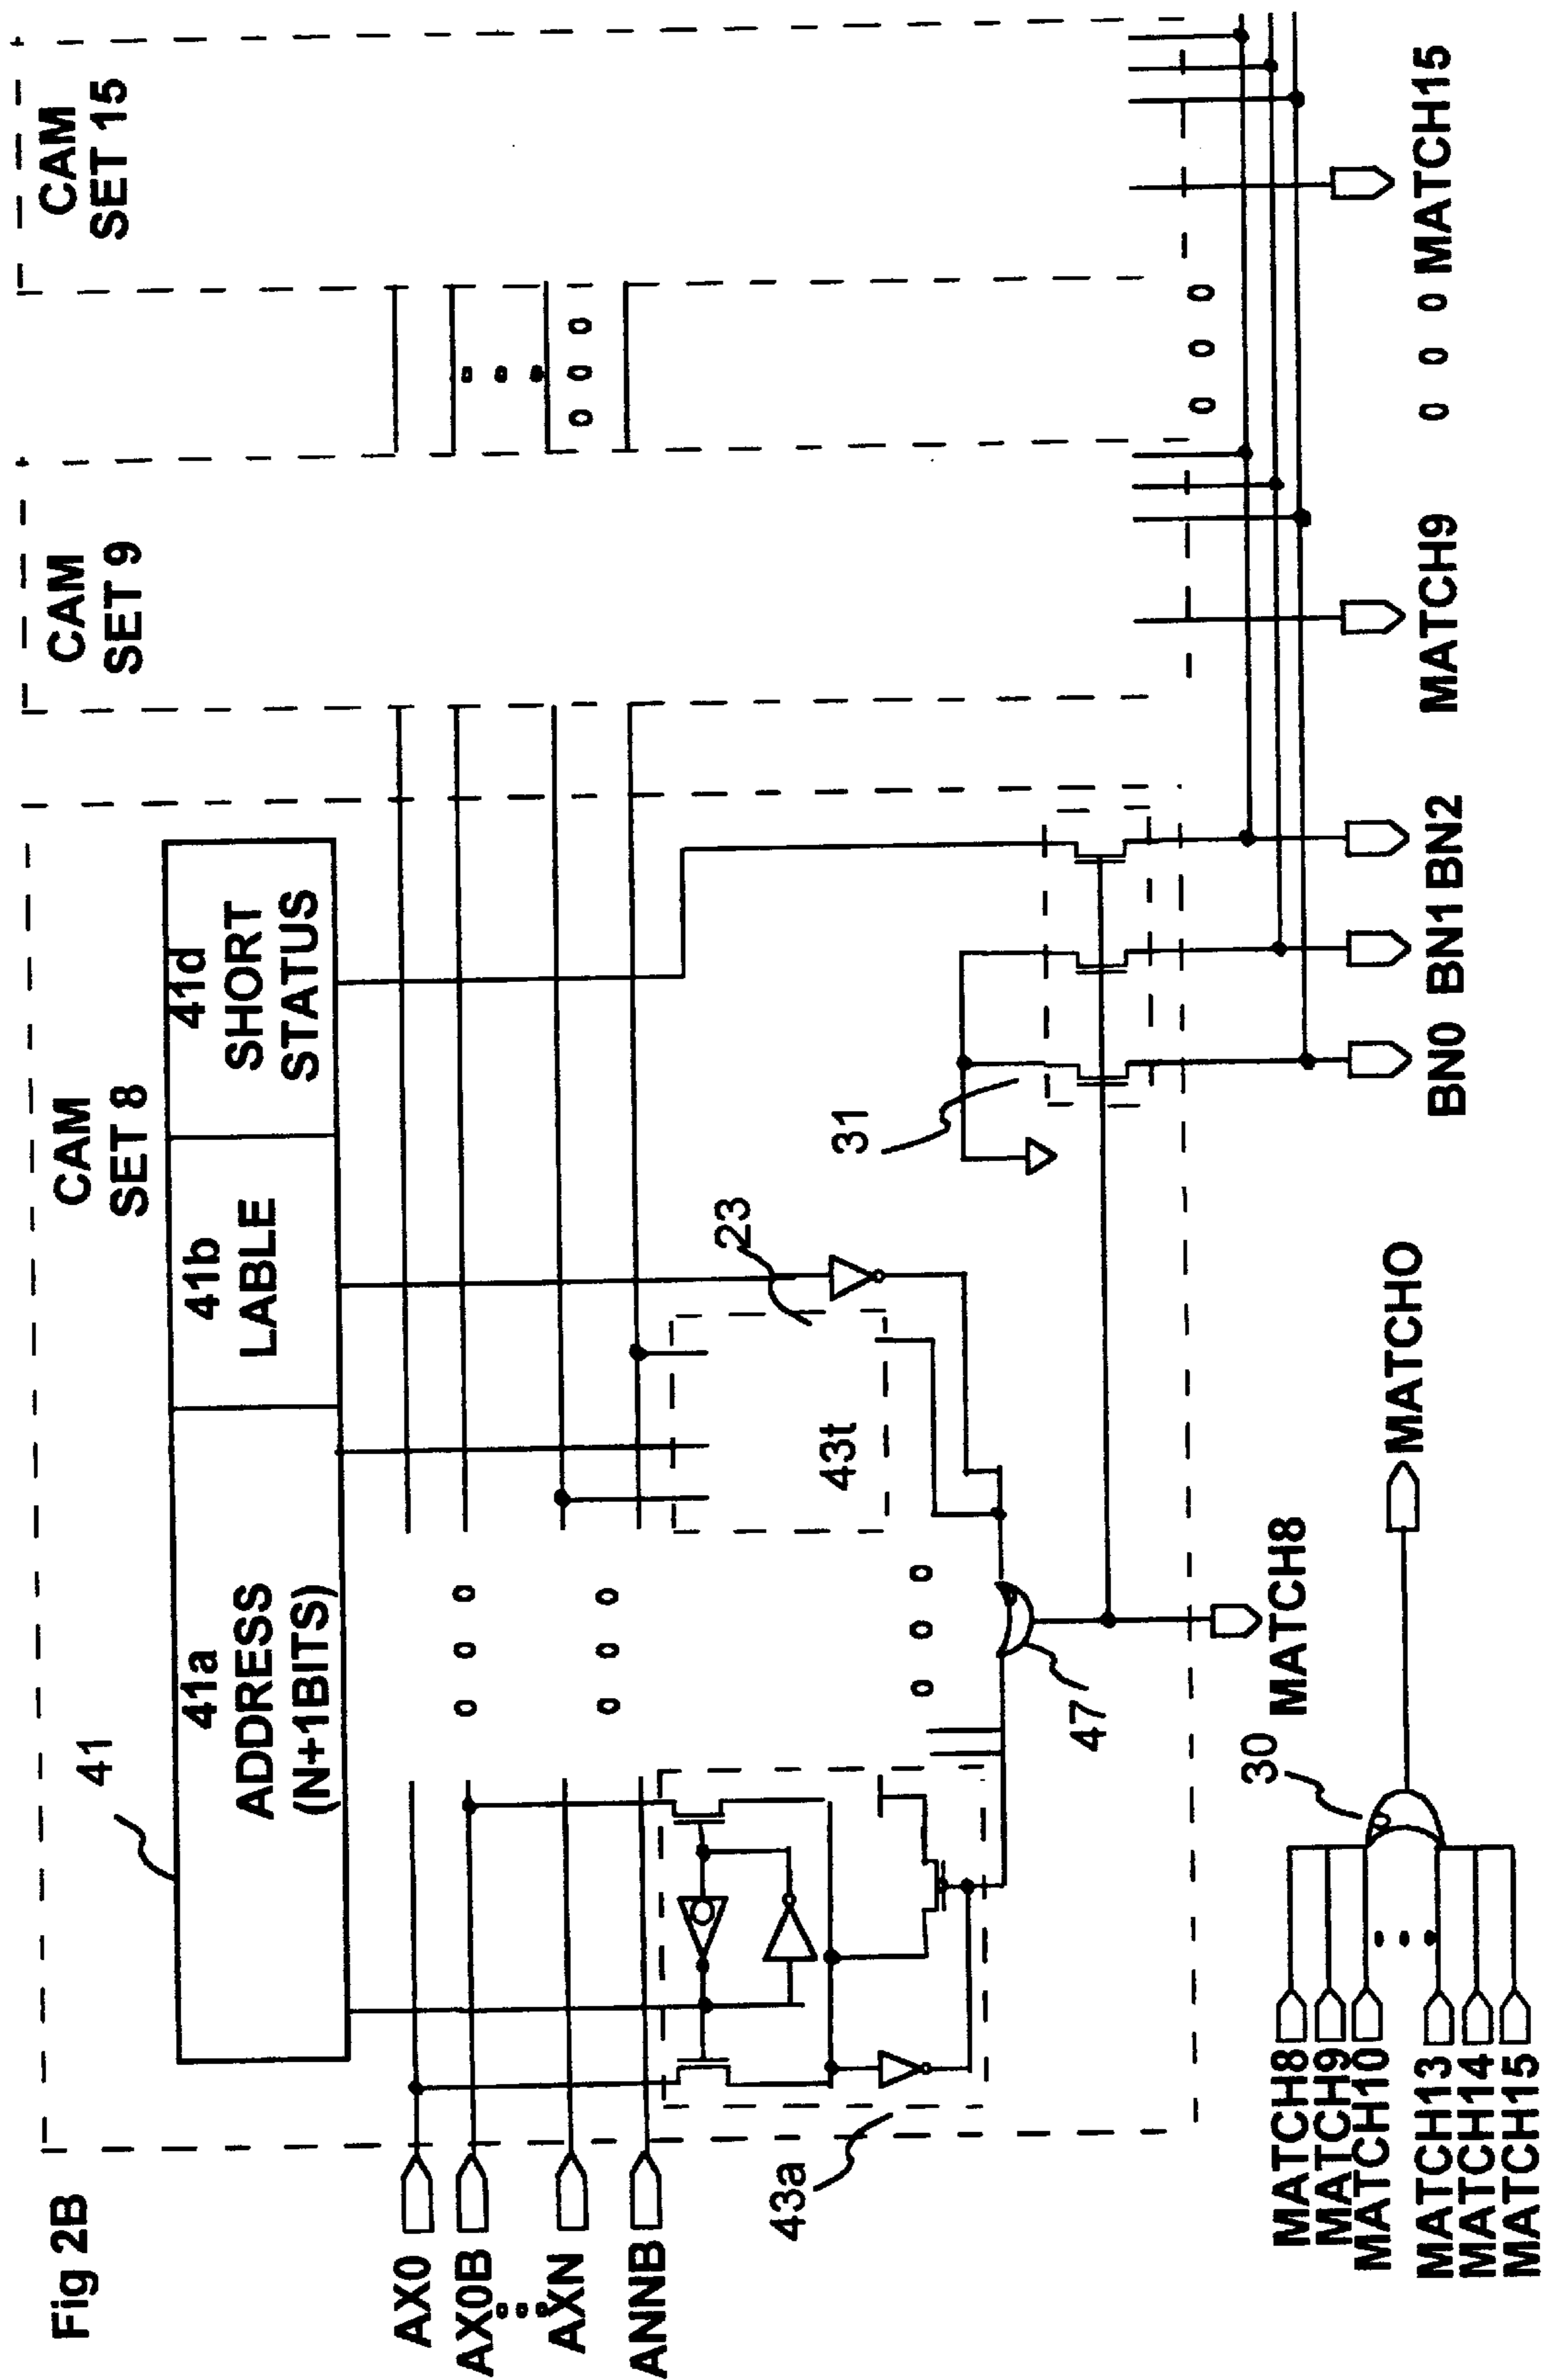 Fig 2B
CAM
SET 8
CAM
SET 9
CAM
SET 15
41
41a
ADDRESS
(N+1BITS)
41b
LABLE
41d
SHORT
STATUS
AX0
AX0B
AXN
ANNB
43a
43t
23
31
47
MATCH8
BN0
BN1
BN2
MATCH9
MATCH15
30
MATCH8
MATCH9
MATCH10
MATCH13
MATCH14
MATCH15
MATCHO